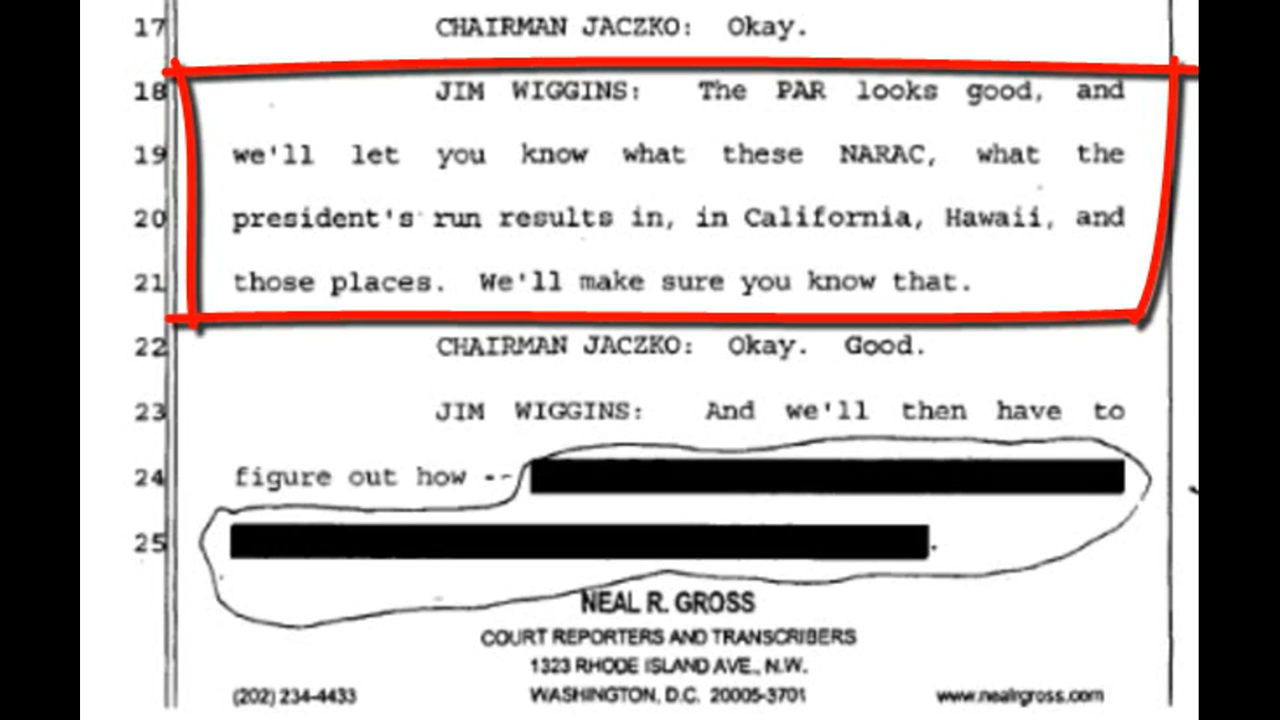 17 CHAIRMAN JACZKO: Okay.
18 JIM WIGGINS: The PAR looks good, and
19 we'll let you know what these NARAC, what the
20 president's run results in, in California, Hawaii, and
21 those places. We'll make sure you know that.
22 CHAIRMAN JACZKO: Okay. Good.
23 JIM WIGGINS: And we'll then have to
24 figure out how --
25 .
NEAL R. GROSS
COURT REPORTERS AND TRANSCRIBERS
1323 RHODE ISLAND AVE., N.W.
(202) 234-4433 WASHINGTON, D.C. 20005-3701 www.nealrgross.com